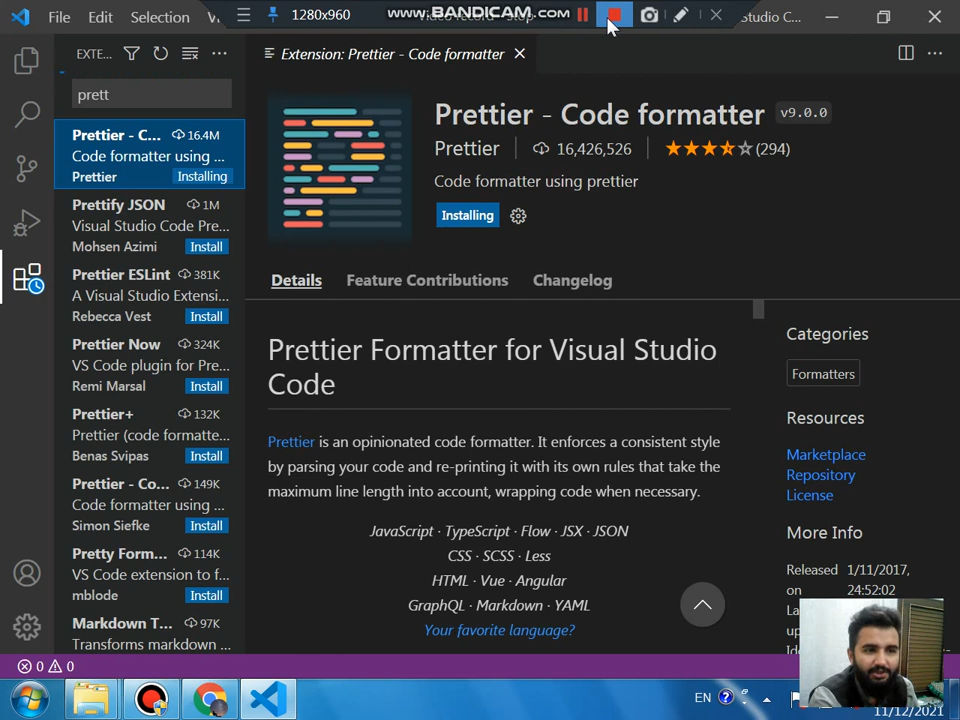 File Edit Selection
1280x960
www.BANDICAM.com
Studio C...
EXTE...
Extension: Prettier - Code formatter
prett
Prettier - C... 16.4M
Code formatter using ...
Prettier Installing
Prettify JSON 1M
Visual Studio Code Pre...
Mohsen Azimi Install
Prettier ESLint 381K
A Visual Studio Extensi...
Rebecca Vest Install
Prettier Now 324K
VS Code plugin for Pre...
Remi Marsal Install
Prettier+ 132K
Prettier (code formatte...
Benas Svipas Install
Prettier - Co... 149K
Code formatter using ...
Simon Siefke Install
Pretty Form... 114K
VS Code extension to f...
mblode Install
Markdown T... 97K
Transforms markdown ...
Prettier - Code formatter v9.0.0
Prettier 16,426,526 (294)
Code formatter using prettier
Installing
Details Feature Contributions Changelog
Prettier Formatter for Visual Studio
Code
Prettier is an opinionated code formatter. It enforces a consistent style
by parsing your code and re-printing it with its own rules that take the
maximum line length into account, wrapping code when necessary.
JavaScript · TypeScript · Flow · JSX · JSON
CSS · SCSS · Less
HTML · Vue · Angular
GraphQL · Markdown · YAML
Your favorite language?
Categories
Formatters
Resources
Marketplace
Repository
License
More Info
Released 1/11/2017,
on 24:52:02
0 0
EN
11/12/2021